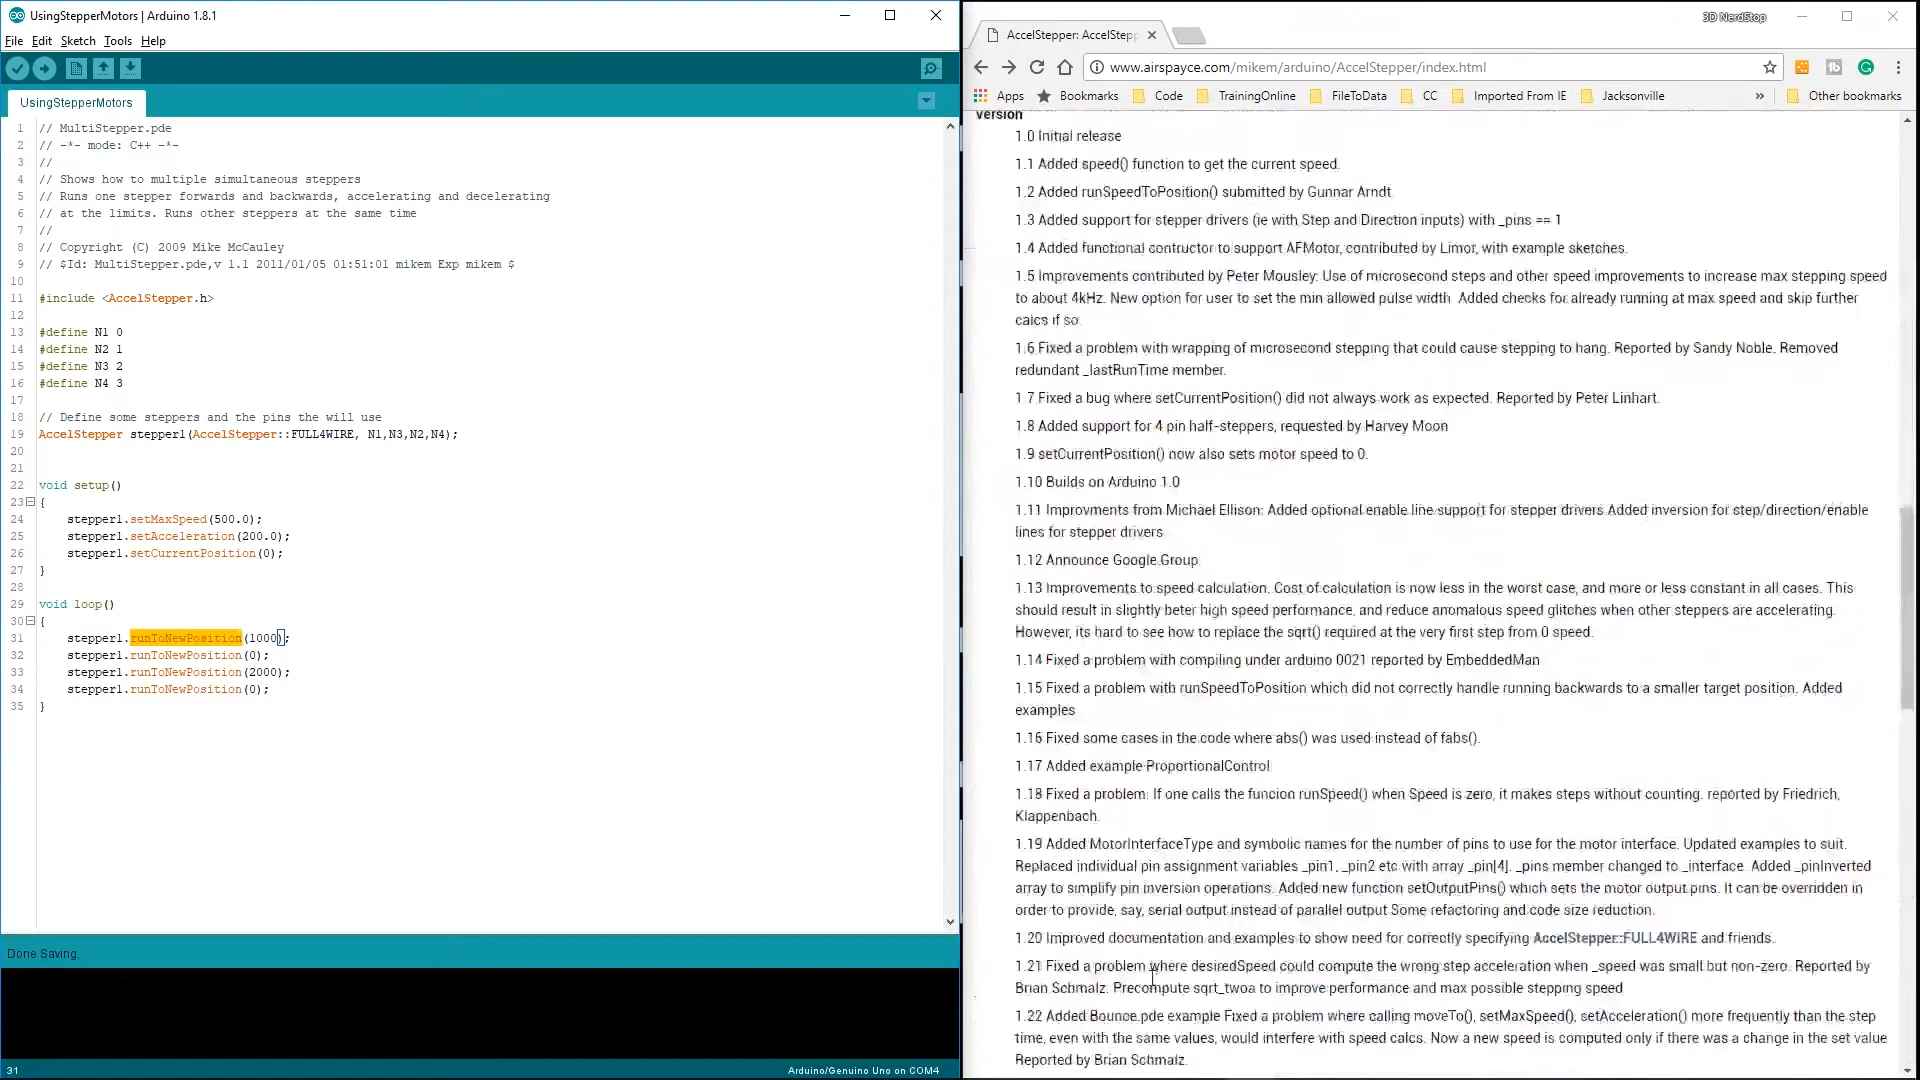 UsingStepperMotors | Arduino 1.8.1
File Edit Sketch Tools Help
UsingStepperMotors
1 // MultiStepper.pde
2 // -*- mode: C++ -*-
3 //
4 // Shows how to multiple simultaneous steppers
5 // Runs one stepper forwards and backwards, accelerating and decelerating
6 // at the limits. Runs other steppers at the same time
7 //
8 // Copyright (C) 2009 Mike McCauley
9 // $Id: MultiStepper.pde,v 1.1 2011/01/05 01:51:01 mikem Exp mikem $
10
11 #include <AccelStepper.h>
12
13 #define N1 0
14 #define N2 1
15 #define N3 2
16 #define N4 3
17
18 // Define some steppers and the pins the will use
19 AccelStepper stepper1(AccelStepper::FULL4WIRE, N1,N3,N2,N4);
20
21
22 void setup()
23 {
24 stepper1.setMaxSpeed(500.0);
25 stepper1.setAcceleration(200.0);
26 stepper1.setCurrentPosition(0);
27 }
28
29 void loop()
30 {
31 stepper1.runToNewPosition(1000);
32 stepper1.runToNewPosition(0);
33 stepper1.runToNewPosition(2000);
34 stepper1.runToNewPosition(0);
35 }
Done Saving.
31 Arduino/Genuino Uno on COM4
3D NerdStop
AccelStepper: AccelStepp
www.airspayce.com/mikem/arduino/AccelStepper/index.html
Apps Bookmarks Code TrainingOnline FileToData CC Imported From IE Jacksonville » Other bookmarks
Version
1.0 Initial release
1.1 Added speed() function to get the current speed.
1.2 Added runSpeedToPosition() submitted by Gunnar Arndt.
1.3 Added support for stepper drivers (ie with Step and Direction inputs) with _pins == 1
1.4 Added functional contructor to support AFMotor, contributed by Limor, with example sketches.
1.5 Improvements contributed by Peter Mousley: Use of microsecond steps and other speed improvements to increase max stepping speed
to about 4kHz. New option for user to set the min allowed pulse width. Added checks for already running at max speed and skip further
calcs if so.
1.6 Fixed a problem with wrapping of microsecond stepping that could cause stepping to hang. Reported by Sandy Noble. Removed
redundant _lastRunTime member.
1.7 Fixed a bug where setCurrentPosition() did not always work as expected. Reported by Peter Linhart.
1.8 Added support for 4 pin half-steppers, requested by Harvey Moon
1.9 setCurrentPosition() now also sets motor speed to 0.
1.10 Builds on Arduino 1.0
1.11 Improvments from Michael Ellison: Added optional enable line support for stepper drivers Added inversion for step/direction/enable
lines for stepper drivers
1.12 Announce Google Group
1.13 Improvements to speed calculation. Cost of calculation is now less in the worst case, and more or less constant in all cases. This
should result in slightly beter high speed performance, and reduce anomalous speed glitches when other steppers are accelerating.
However, its hard to see how to replace the sqrt() required at the very first step from 0 speed.
1.14 Fixed a problem with compiling under arduino 0021 reported by EmbeddedMan
1.15 Fixed a problem with runSpeedToPosition which did not correctly handle running backwards to a smaller target position. Added
examples
1.16 Fixed some cases in the code where abs() was used instead of fabs().
1.17 Added example ProportionalControl
1.18 Fixed a problem: If one calls the funcion runSpeed() when Speed is zero, it makes steps without counting. reported by Friedrich,
Klappenbach.
1.19 Added MotorInterfaceType and symbolic names for the number of pins to use for the motor interface. Updated examples to suit.
Replaced individual pin assignment variables _pin1, _pin2 etc with array _pin[4]. _pins member changed to _interface. Added _pinInverted
array to simplify pin inversion operations. Added new function setOutputPins() which sets the motor output pins. It can be overridden in
order to provide, say, serial output instead of parallel output Some refactoring and code size reduction.
1.20 Improved documentation and examples to show need for correctly specifying AccelStepper::FULL4WIRE and friends.
1.21 Fixed a problem where desiredSpeed could compute the wrong step acceleration when _speed was small but non-zero. Reported by
Brian Schmalz. Precompute sqrt_twoa to improve performance and max possible stepping speed
1.22 Added Bounce.pde example Fixed a problem where calling moveTo(), setMaxSpeed(), setAcceleration() more frequently than the step
time, even with the same values, would interfere with speed calcs. Now a new speed is computed only if there was a change in the set value
Reported by Brian Schmalz.